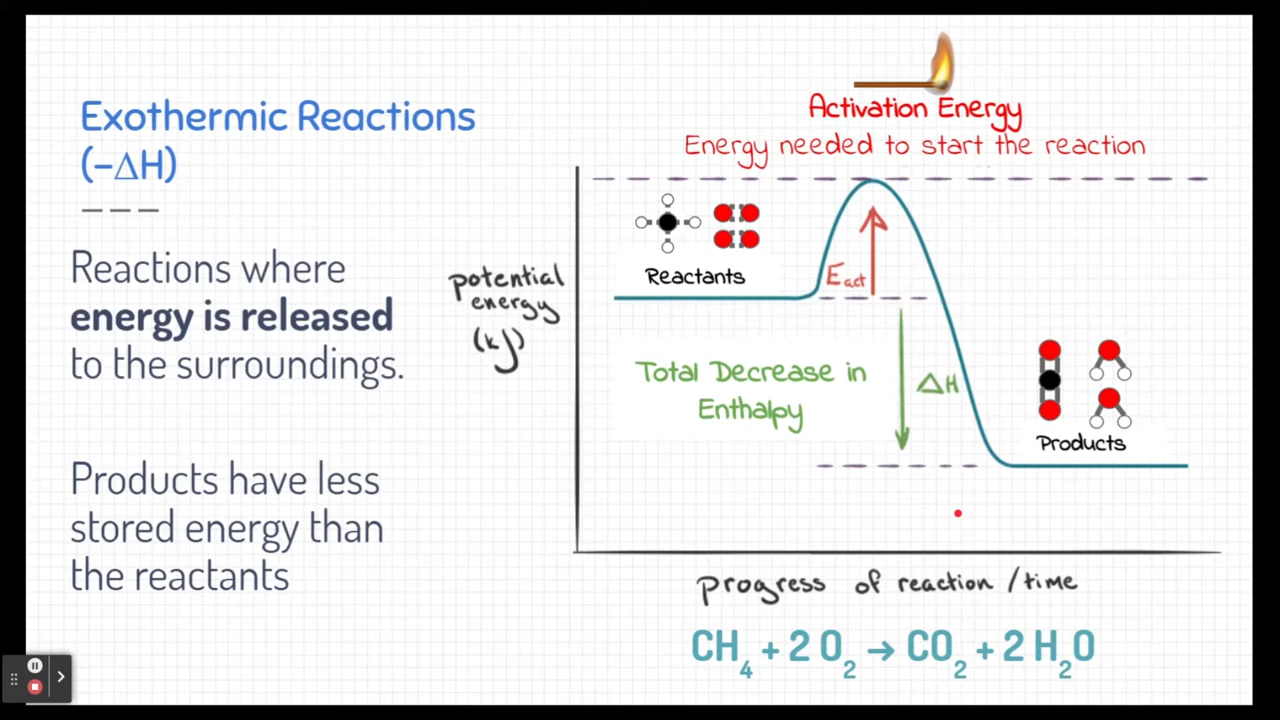 Exothermic Reactions
(-ΔH)
Reactions where
energy is released
to the surroundings.
Products have less
stored energy than
the reactants
Activation Energy
Energy needed to start the reaction
potential
energy
(kJ)
Reactants
Eact
Total Decrease in
Enthalpy
ΔH
Products
progress of reaction /time
CH₄ + 2 O₂ → CO₂ + 2 H₂O